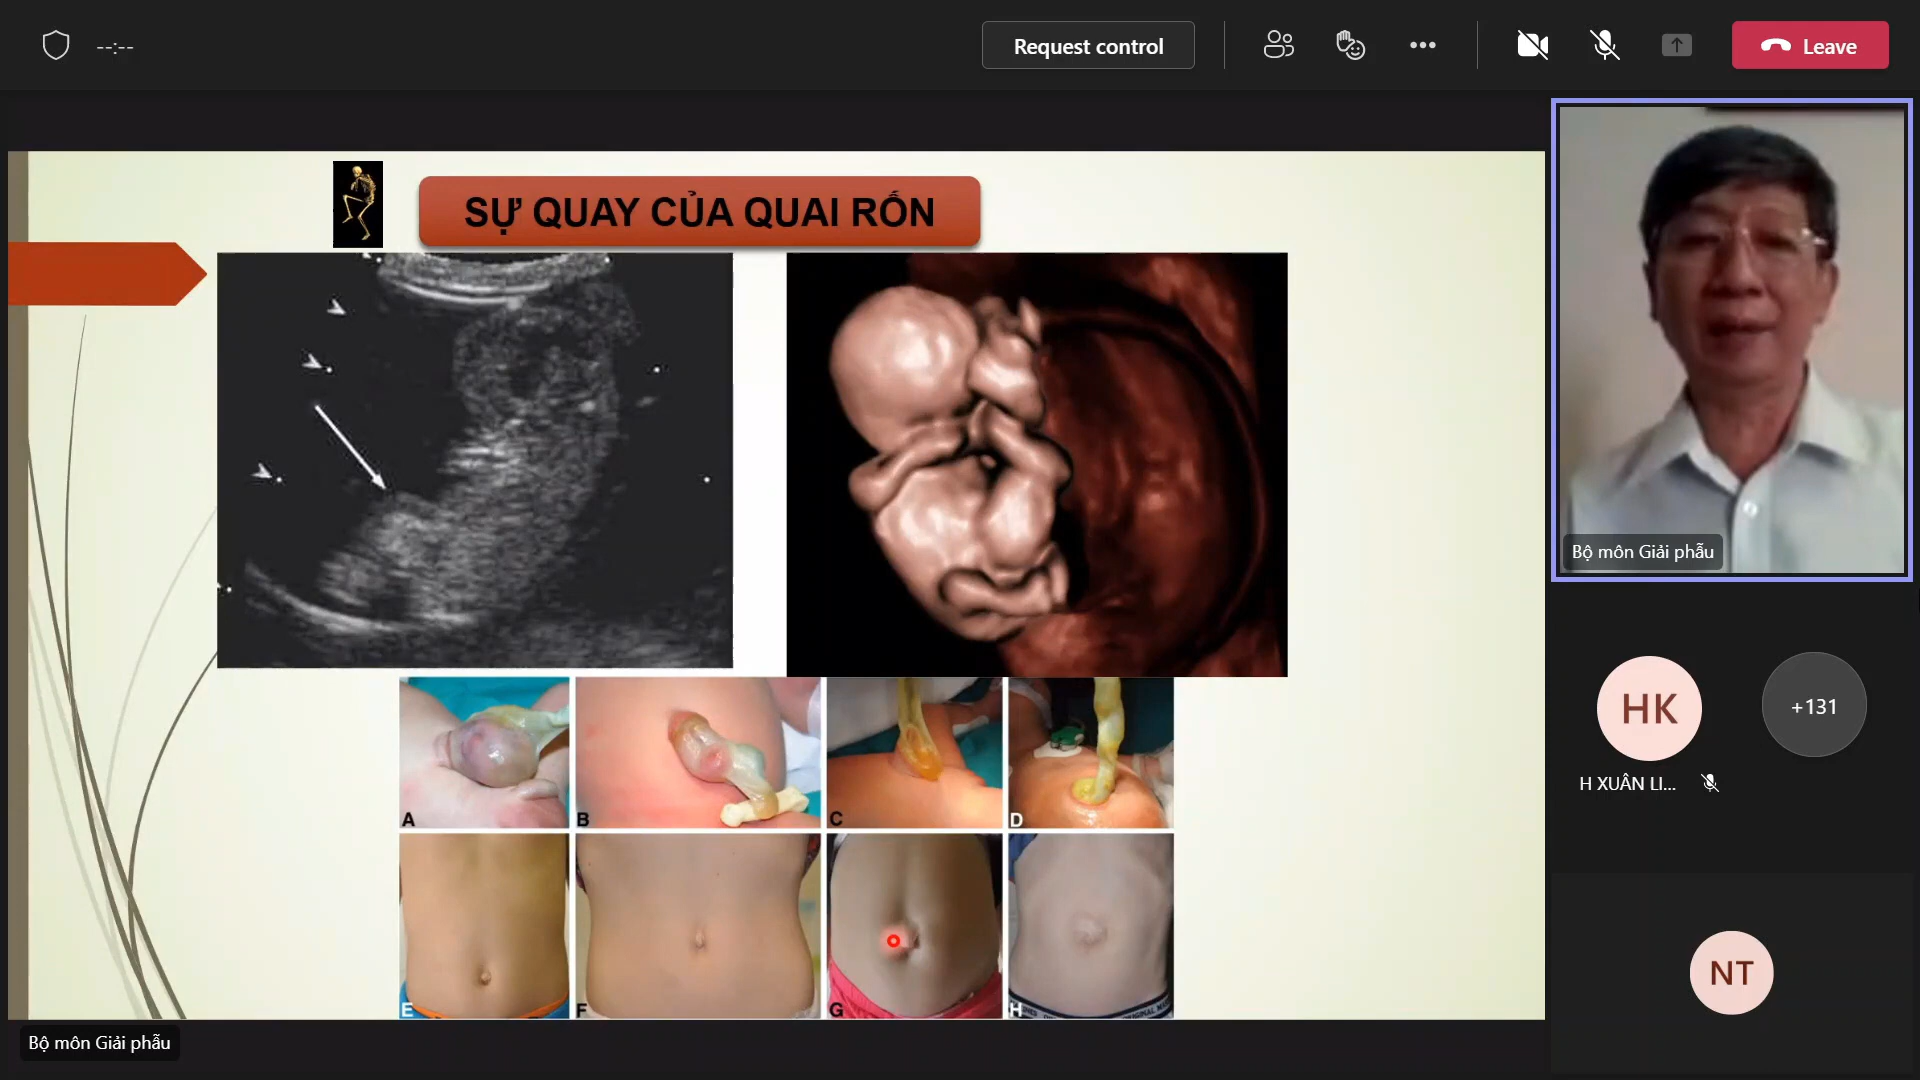 --:--
Request control
Leave
SỰ QUAY CỦA QUAI RỐN
A
B
C
D
E
F
G
H
Bộ môn Giải phẫu
Bộ môn Giải phẫu
HK
+131
H XUÂN LI...
NT